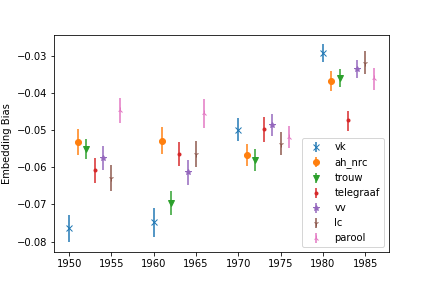 −0.03
−0.04
−0.05
−0.06
−0.07
−0.08
Embedding Bias
1950 1955 1960 1965 1970 1975 1980 1985
vk
ah_nrc
trouw
telegraaf
vv
lc
parool